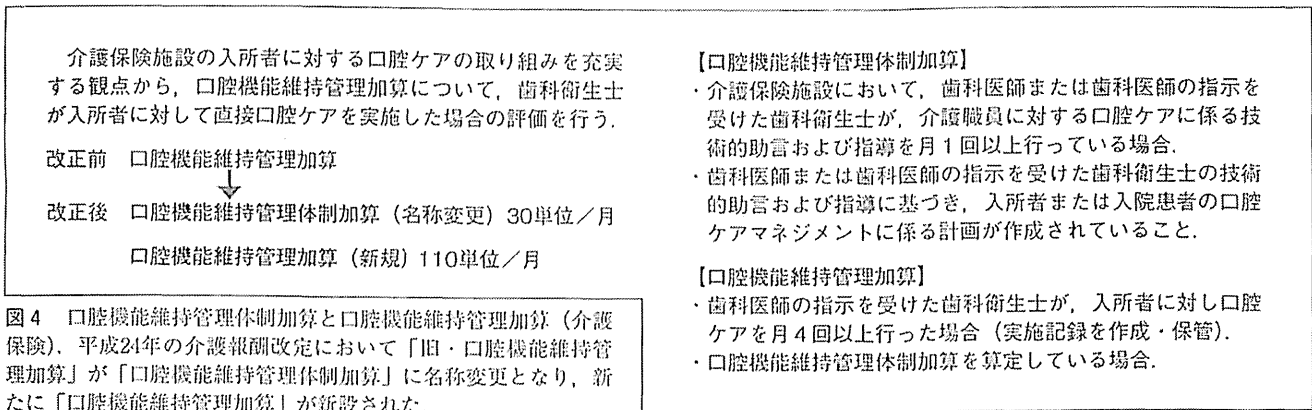 介護保険施設の入所者に対する口腔ケアの取り組みを充実
する観点から，口腔機能維持管理加算について，歯科衛生士
が入所者に対して直接口腔ケアを実施した場合の評価を行う．
改正前　口腔機能維持管理加算
↓
改正後　口腔機能維持管理体制加算（名称変更）30単位／月
口腔機能維持管理加算（新規）110単位／月
図4　口腔機能維持管理体制加算と口腔機能維持管理加算（介護
保険）．平成24年の介護報酬改定において「旧・口腔機能維持管
理加算」が「口腔機能維持管理体制加算」に名称変更となり，新
たに「口腔機能維持管理加算」が新設された
【口腔機能維持管理体制加算】
・介護保険施設において，歯科医師または歯科医師の指示を
受けた歯科衛生士が，介護職員に対する口腔ケアに係る技
術的助言および指導を月1回以上行っている場合．
・歯科医師または歯科医師の指示を受けた歯科衛生士の技術
的助言および指導に基づき，入所者または入院患者の口腔
ケアマネジメントに係る計画が作成されていること．
【口腔機能維持管理加算】
・歯科医師の指示を受けた歯科衛生士が，入所者に対し口腔
ケアを月4回以上行った場合（実施記録を作成・保管）．
・口腔機能維持管理体制加算を算定している場合．